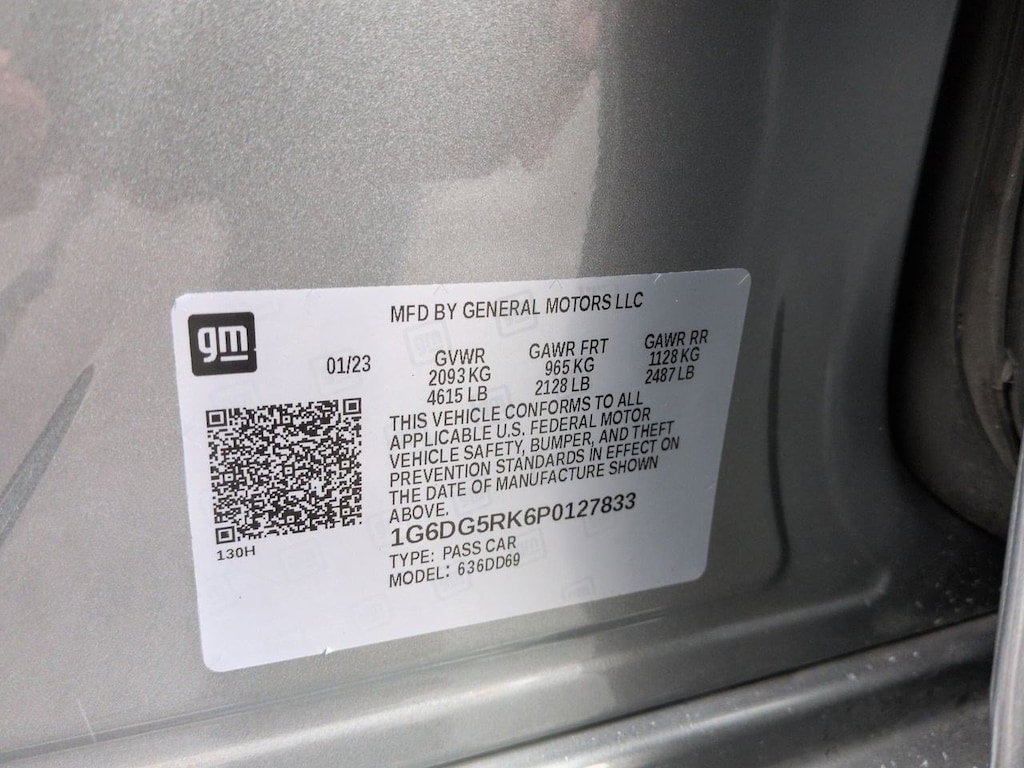 MFD BY GENERAL MOTORS LLC
gm
01/23
GVWR GAWR FRT GAWR RR
2093 KG 965 KG 1128 KG
4615 LB 2128 LB 2487 LB
THIS VEHICLE CONFORMS TO ALL
APPLICABLE U.S. FEDERAL MOTOR
VEHICLE SAFETY, BUMPER, AND THEFT
PREVENTION STANDARDS IN EFFECT ON
THE DATE OF MANUFACTURE SHOWN
ABOVE.
1G6DG5RK6P0127833
130H
TYPE: PASS CAR
MODEL: 636DD69